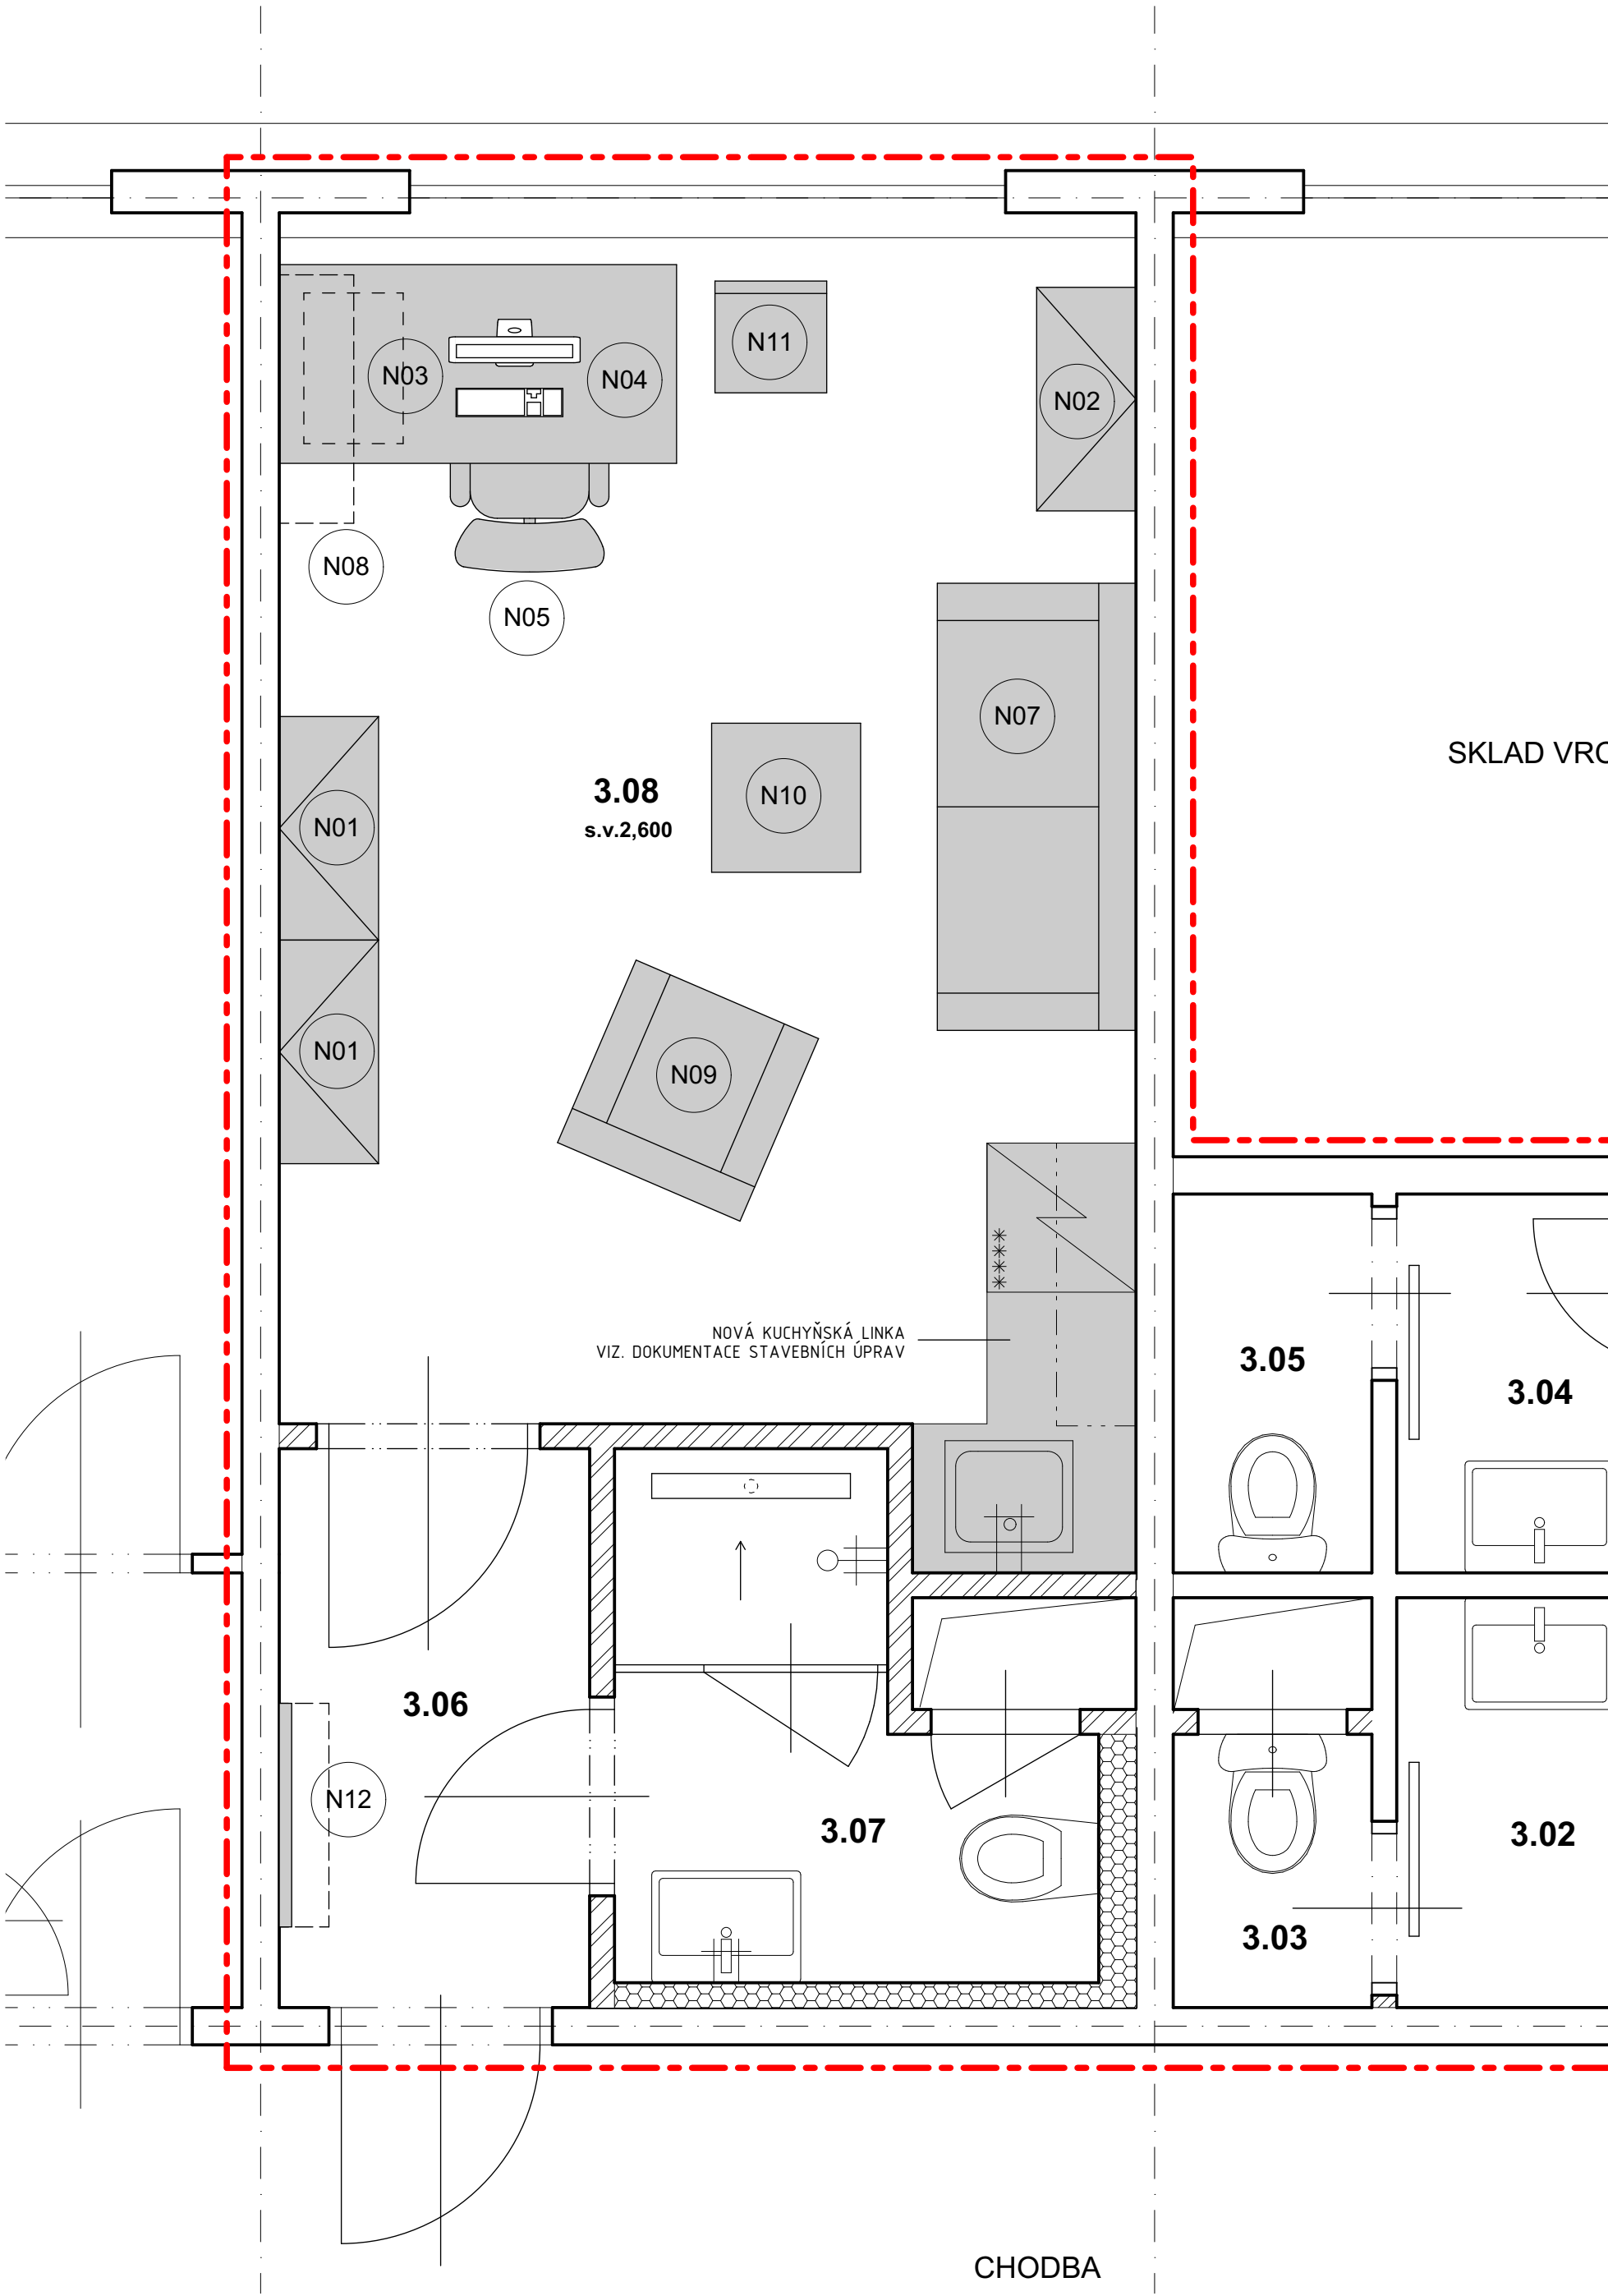 N11
N03
N04
N02
N08
N05
N07
SKLAD VRC
3.08
s.v.2,600
N10
N01
N01
N09
NOVÁ KUCHYŇSKÁ LINKA
VIZ. DOKUMENTACE STAVEBNÍCH ÚPRAV
3.05
3.04
3.06
N12
3.07
3.02
3.03
CHODBA